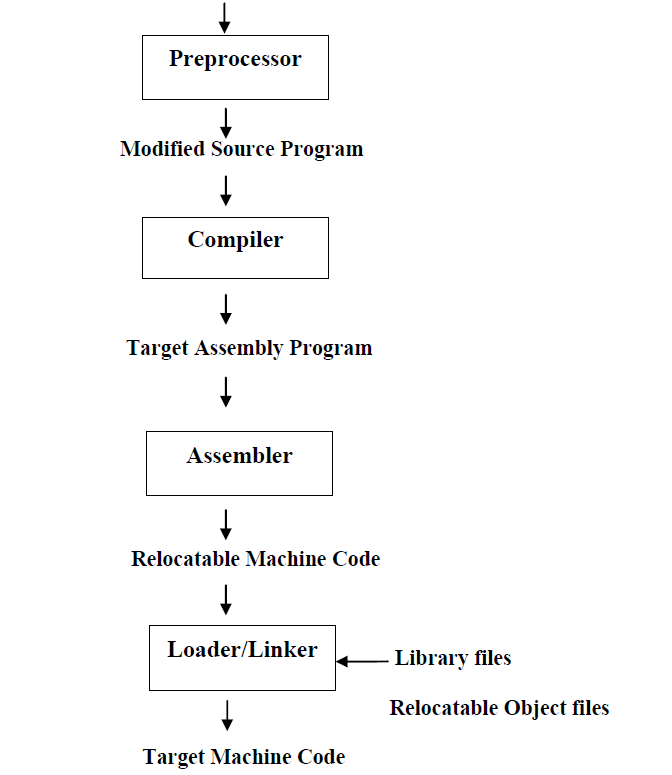 Preprocessor
Modified Source Program
Compiler
Target Assembly Program
Assembler
Relocatable Machine Code
Loader/Linker
Library files
Relocatable Object files
Target Machine Code